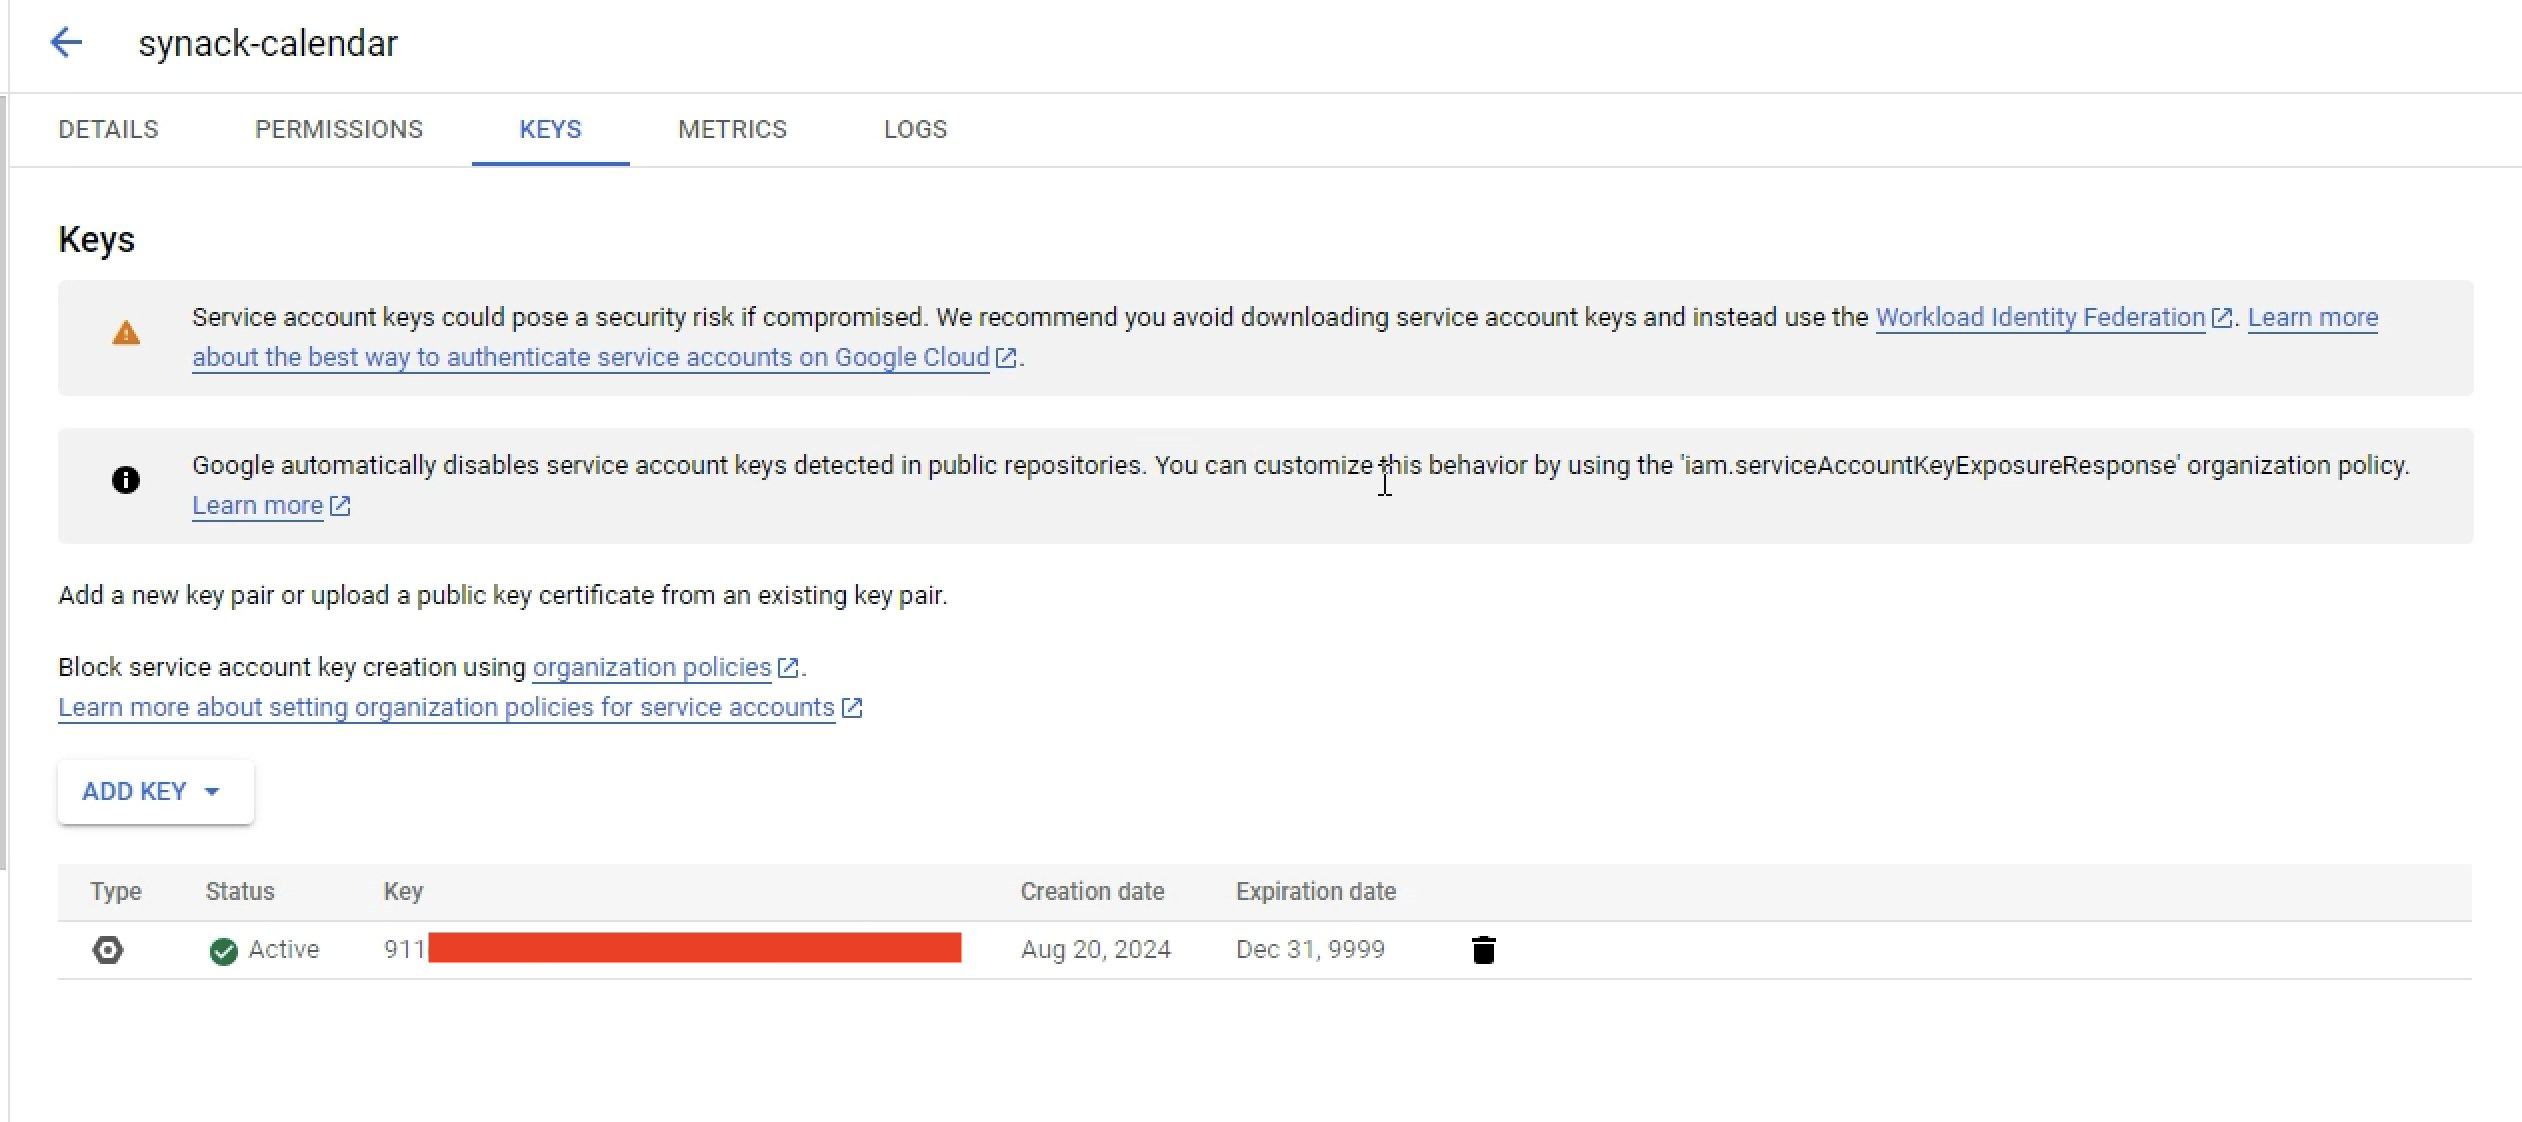 synack-calendar
DETAILS PERMISSIONS KEYS METRICS LOGS
Keys
Service account keys could pose a security risk if compromised. We recommend you avoid downloading service account keys and instead use the Workload Identity Federation. Learn more
about the best way to authenticate service accounts on Google Cloud.
Google automatically disables service account keys detected in public repositories. You can customize this behavior by using the 'iam.serviceAccountKeyExposureResponse' organization policy.
Learn more
Add a new key pair or upload a public key certificate from an existing key pair.
Block service account key creation using organization policies.
Learn more about setting organization policies for service accounts
ADD KEY
Type Status Key Creation date Expiration date
Active 911 Aug 20, 2024 Dec 31, 9999